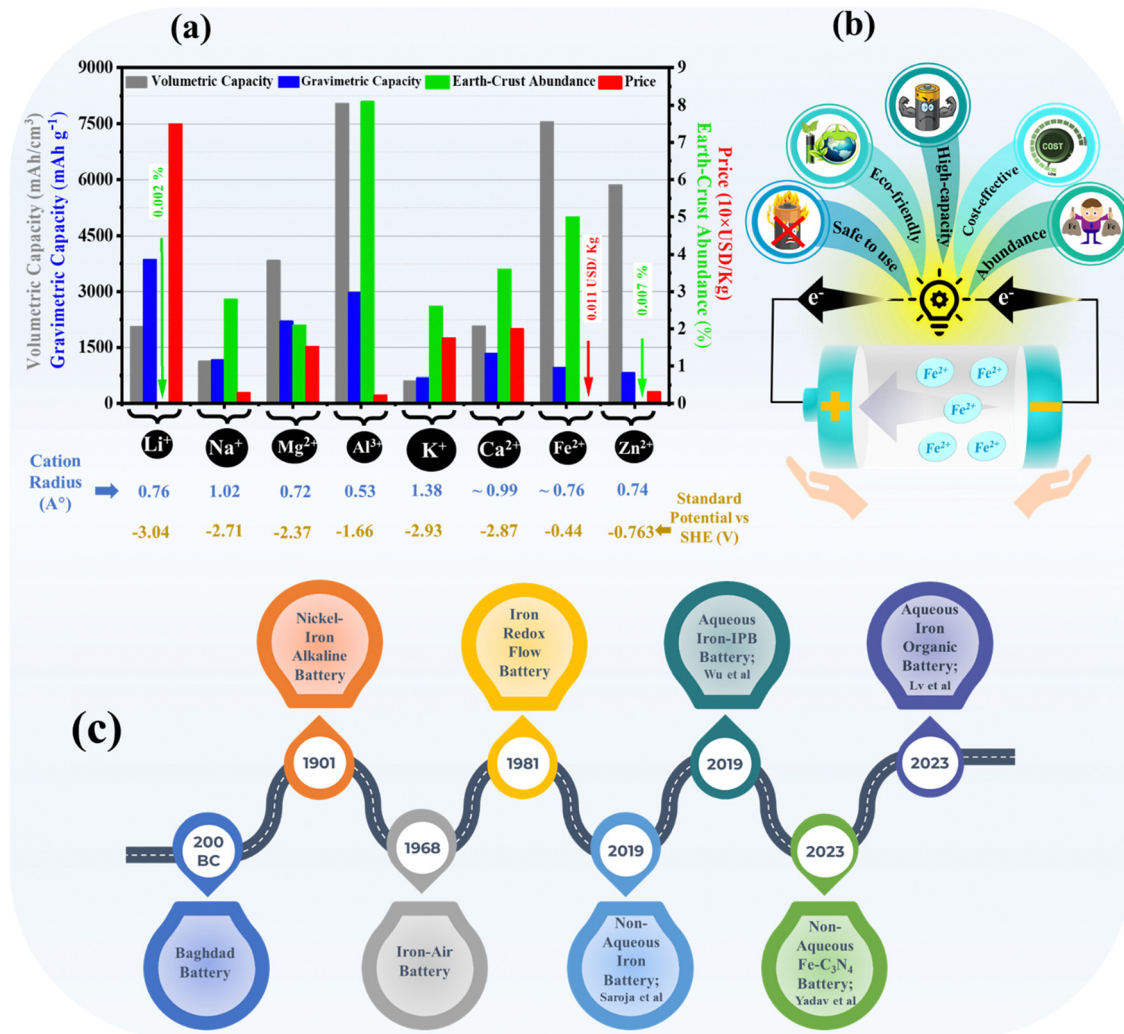 (a)
9000
7500
6000
4500
3000
1500
0
Volumetric Capacity (mAh/cm³)
Gravimetric Capacity (mAh g⁻¹)
Volumetric Capacity
Gravimetric Capacity
Earth-Crust Abundance
Price
0.002 %
0.011 USD/ Kg
0.007 %
9
8
7
6
5
4
3
2
1
0
Price (10×USD/Kg)
Earth-Crust Abundance (%)
Li⁺
Na⁺
Mg²⁺
Al³⁺
K⁺
Ca²⁺
Fe²⁺
Zn²⁺
Cation
Radius
(A°)
0.76
1.02
0.72
0.53
1.38
~ 0.99
~ 0.76
0.74
-3.04
-2.71
-2.37
-1.66
-2.93
-2.87
-0.44
-0.763
Standard
Potential vs
SHE (V)
(b)
Safe to use
Eco-friendly
High-capacity
Cost-effective
Abundance
COST
Fe
Fe
e⁻
e⁻
Fe²⁺
Fe²⁺
Fe²⁺
Fe²⁺
Fe²⁺
(c)
200
BC
Baghdad
Battery
1901
Nickel-
Iron
Alkaline
Battery
1968
Iron-Air
Battery
1981
Iron
Redox
Flow
Battery
2019
Non-
Aqueous
Iron
Battery;
Saroja et al
2019
Aqueous
Iron-IPB
Battery;
Wu et al
2023
Non-
Aqueous
Fe-C₃N₄
Battery;
Yadav et al
2023
Aqueous
Iron
Organic
Battery;
Lv et al